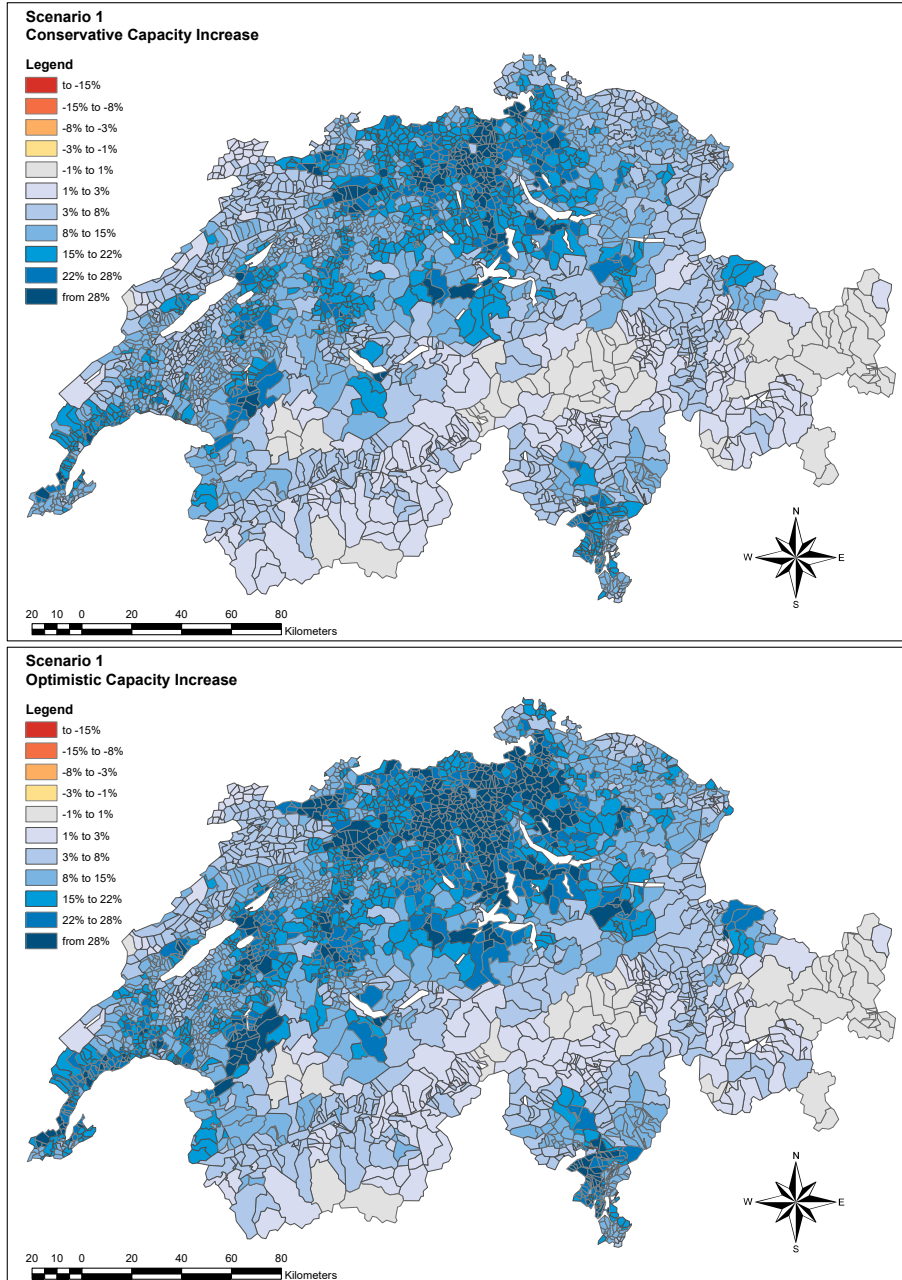 Scenario 1
Conservative Capacity Increase
Legend
to -15%
-15% to -8%
-8% to -3%
-3% to -1%
-1% to 1%
1% to 3%
3% to 8%
8% to 15%
15% to 22%
22% to 28%
from 28%
N
W E
S
20 10 0 20 40 60 80
Kilometers
Scenario 1
Optimistic Capacity Increase
Legend
to -15%
-15% to -8%
-8% to -3%
-3% to -1%
-1% to 1%
1% to 3%
3% to 8%
8% to 15%
15% to 22%
22% to 28%
from 28%
N
W E
S
20 10 0 20 40 60 80
Kilometers